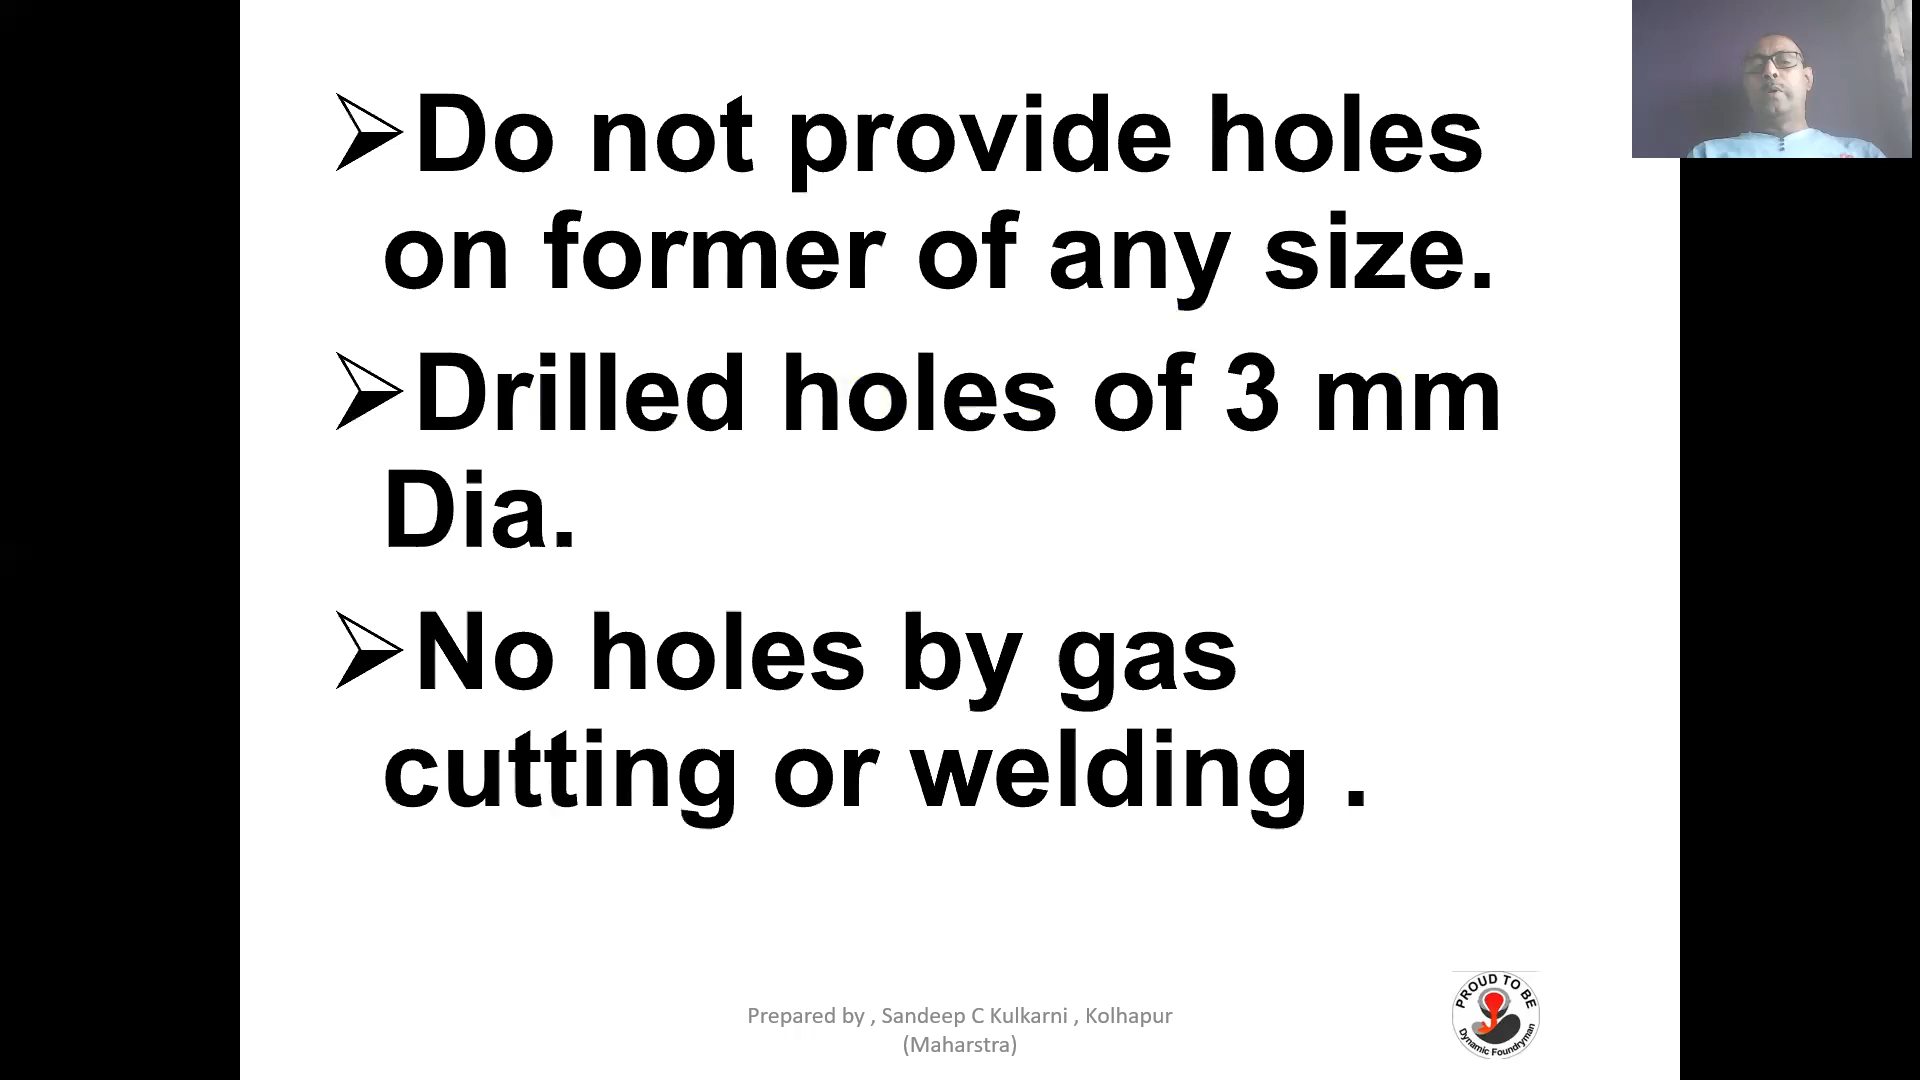 ➢Do not provide holes
on former of any size.
➢Drilled holes of 3 mm
Dia.
➢No holes by gas
cutting or welding .
Prepared by , Sandeep C Kulkarni , Kolhapur
(Maharstra)
PROUD TO BE
Dynamic Foundryman